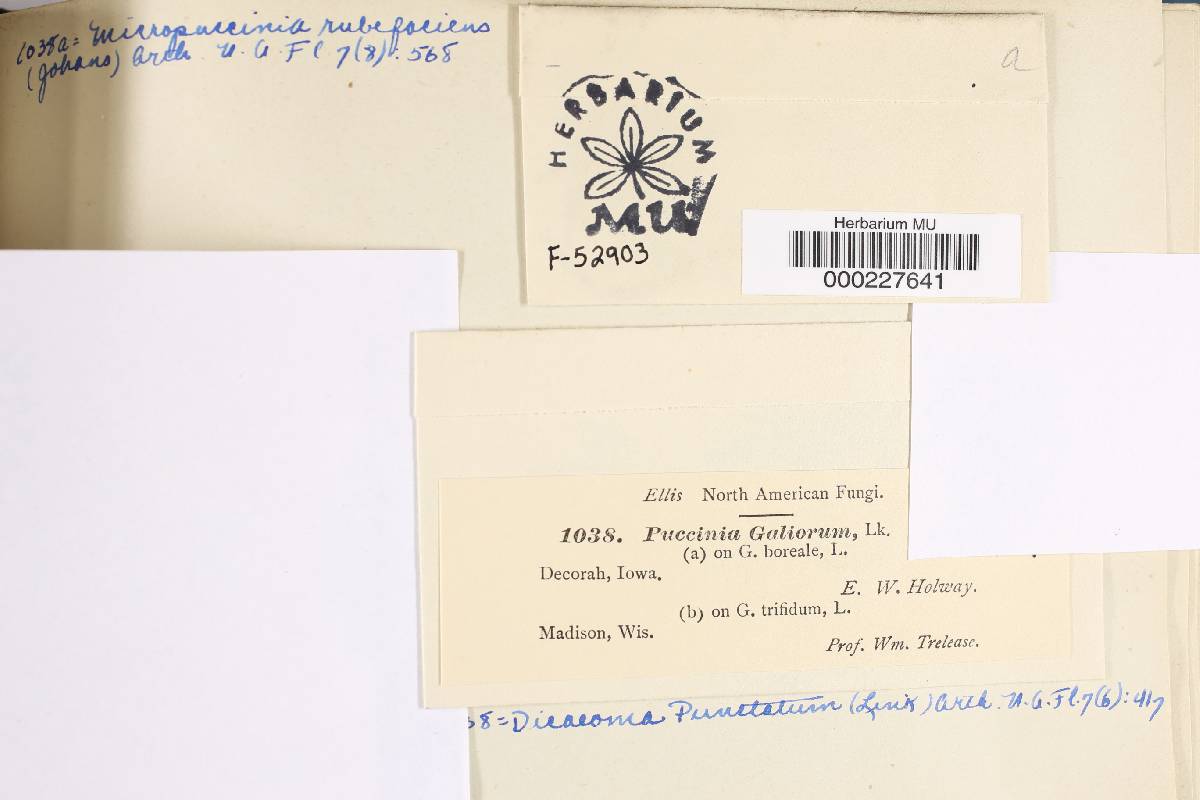 1038a = Micropuccinia rubefaciens
(Johans) Arth. N. A. Fl 7(8): 568
a
HERBARIUM
MU
F-52903
Herbarium MU
000227641
Ellis North American Fungi.
1038. Puccinia Galiorum, Lk.
(a) on G. boreale, L.
Decorah, Iowa.
E. W. Holway.
(b) on G. trifidum, L.
Madison, Wis.
Prof. Wm. Trelease.
8 = Dicaeoma Punctatum (Link) Arth. N. A. Fl. 7(6): 417